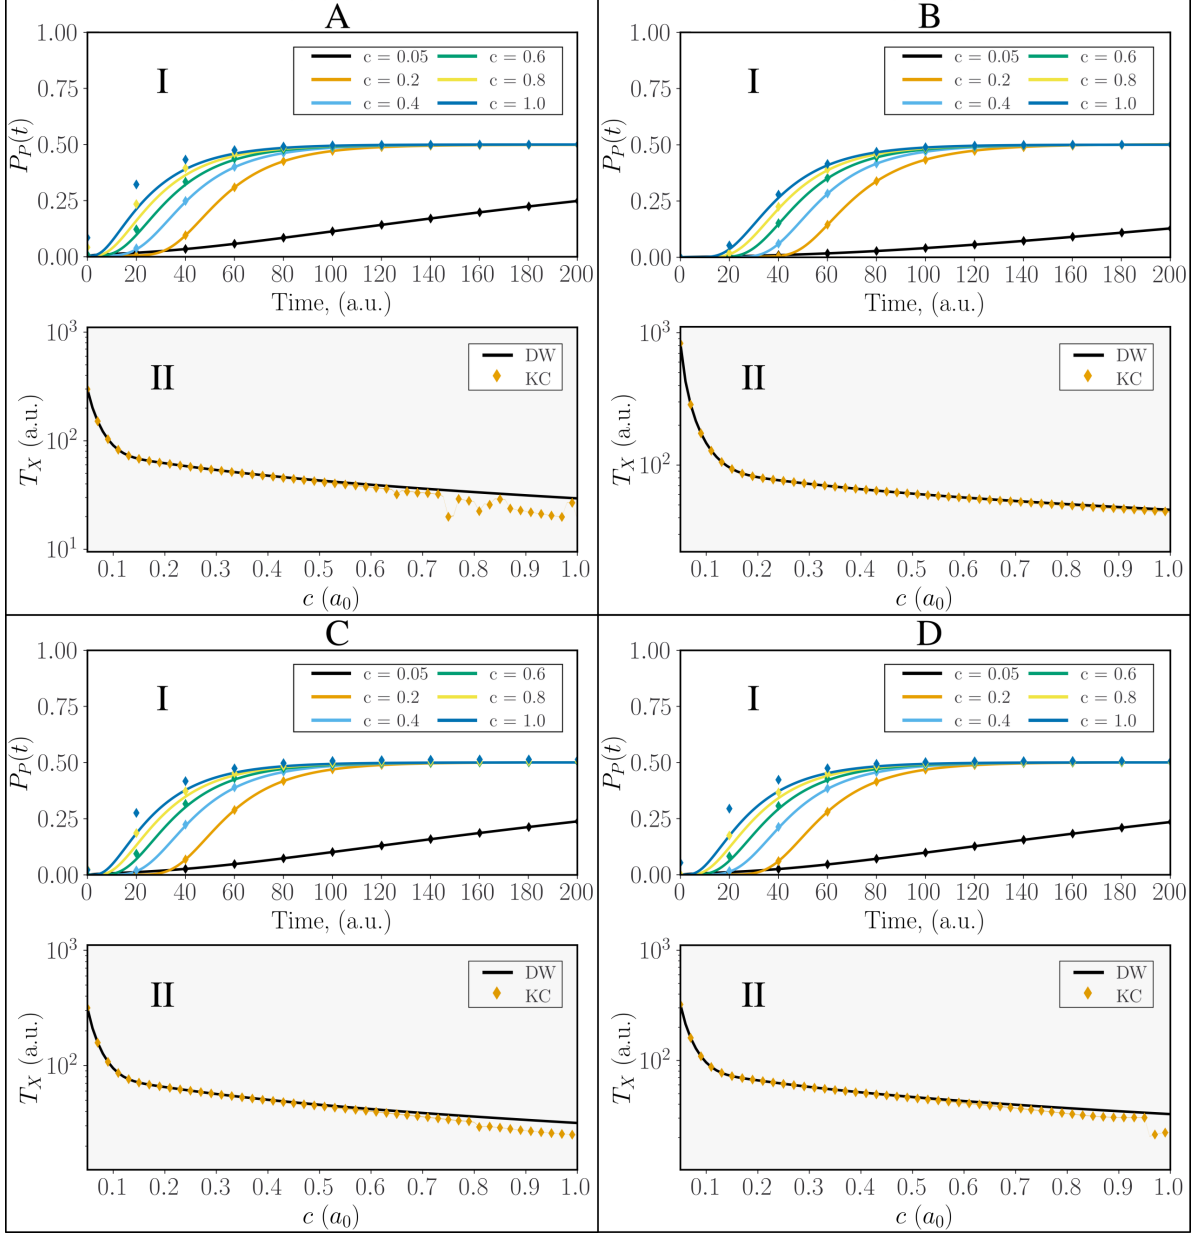 A
1.00
0.75
0.50
0.25
0.00
P_P(t)
I
c = 0.05 c = 0.6
c = 0.2 c = 0.8
c = 0.4 c = 1.0
0 20 40 60 80 100 120 140 160 180 200
Time, (a.u.)
10^3
10^2
10^1
T_X (a.u.)
II
DW
KC
0.1 0.2 0.3 0.4 0.5 0.6 0.7 0.8 0.9 1.0
c (a_0)
B
1.00
0.75
0.50
0.25
0.00
P_P(t)
I
c = 0.05 c = 0.6
c = 0.2 c = 0.8
c = 0.4 c = 1.0
0 20 40 60 80 100 120 140 160 180 200
Time, (a.u.)
10^3
10^2
T_X (a.u.)
II
DW
KC
0.1 0.2 0.3 0.4 0.5 0.6 0.7 0.8 0.9 1.0
c (a_0)
C
1.00
0.75
0.50
0.25
0.00
P_P(t)
I
c = 0.05 c = 0.6
c = 0.2 c = 0.8
c = 0.4 c = 1.0
0 20 40 60 80 100 120 140 160 180 200
Time, (a.u.)
10^3
10^2
T_X (a.u.)
II
DW
KC
0.1 0.2 0.3 0.4 0.5 0.6 0.7 0.8 0.9 1.0
c (a_0)
D
1.00
0.75
0.50
0.25
0.00
P_P(t)
I
c = 0.05 c = 0.6
c = 0.2 c = 0.8
c = 0.4 c = 1.0
0 20 40 60 80 100 120 140 160 180 200
Time, (a.u.)
10^3
10^2
T_X (a.u.)
II
DW
KC
0.1 0.2 0.3 0.4 0.5 0.6 0.7 0.8 0.9 1.0
c (a_0)